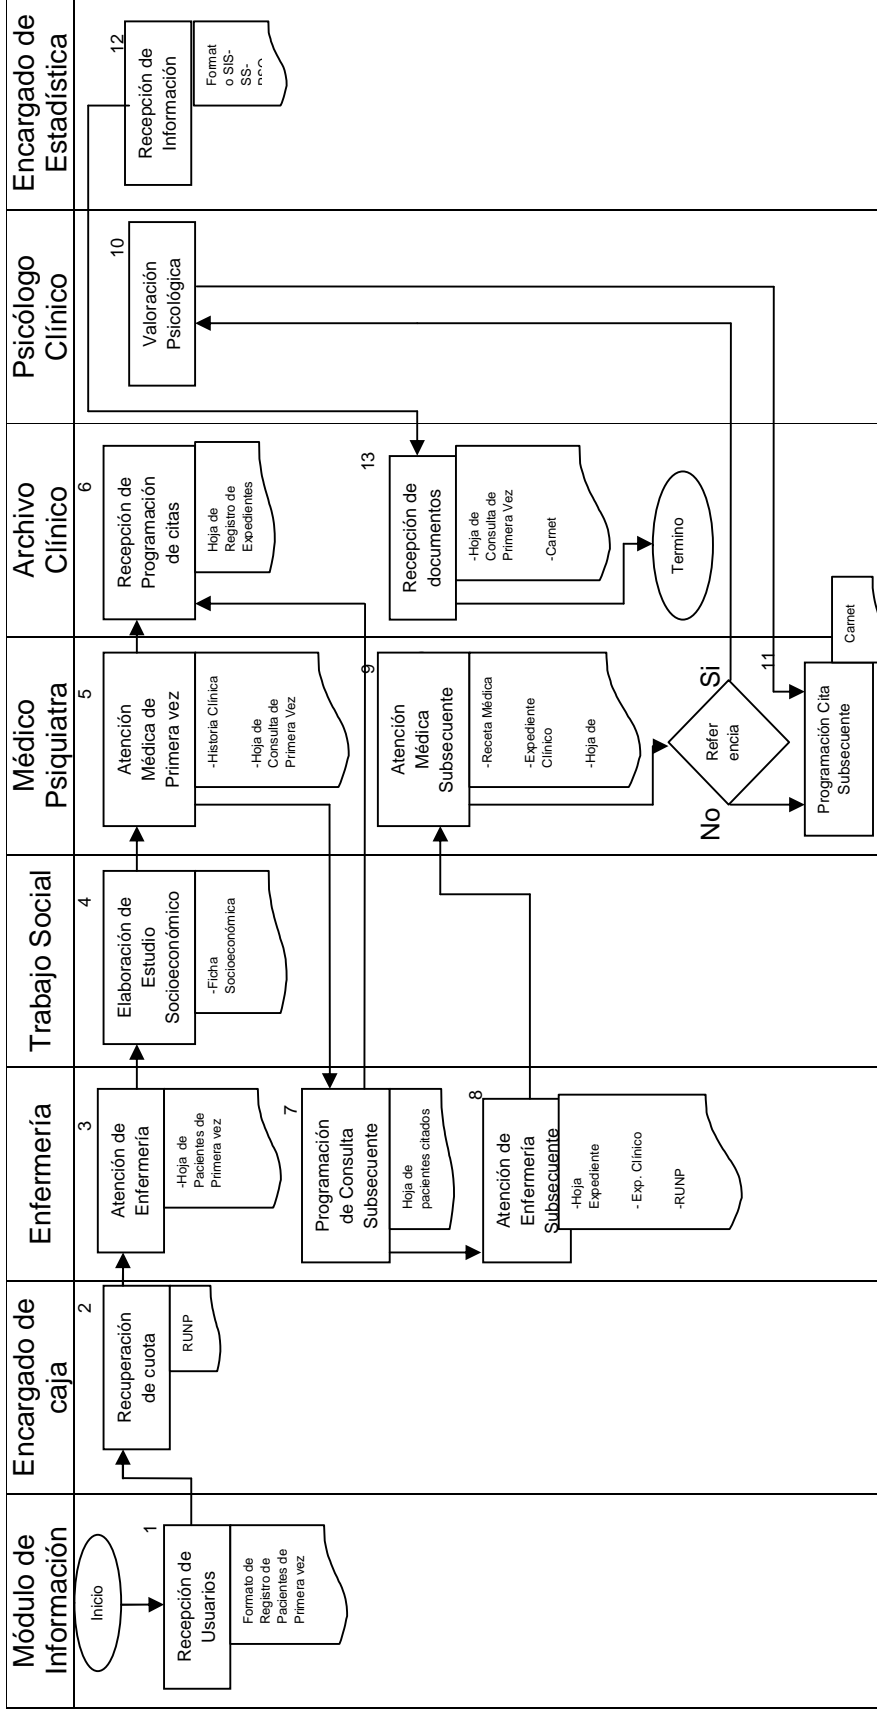 Módulo de
Información
Encargado de
caja
Enfermería
Trabajo Social
Médico
Psiquiatra
Archivo
Clínico
Psicólogo
Clínico
Encargado de
Estadística
Inicio
1
Recepción de
Usuarios
Formato de
Registro de
Pacientes de
Primera vez
2
Recuperación
de cuota
RUNP
3
Atención de
Enfermería
-Hoja de
Pacientes de
Primera vez
4
Elaboración de
Estudio
Socioeconómico
-Ficha
Socioeconómica
5
Atención
Médica de
Primera vez
-Historia Clínica
-Hoja de
Consulta de
Primera Vez
6
Recepción de
Programación
de citas
Hoja de
Registro de
Expedientes
7
Programación
de Consulta
Subsecuente
Hoja de
pacientes citados
8
Atención de
Enfermería
Subsecuente
-Hoja
Expediente
- Exp. Clínico
-RUNP
9
Atención
Médica
Subsecuente
-Receta Médica
-Expediente
Clínico
-Hoja de
Refer
encia
No
Si
10
Valoración
Psicológica
11
Programación Cita
Subsecuente
Carnet
12
Recepción de
Información
Format
o SIS-
SS-
13
Recepción de
documentos
-Hoja de
Consulta de
Primera Vez
-Carnet
Termino